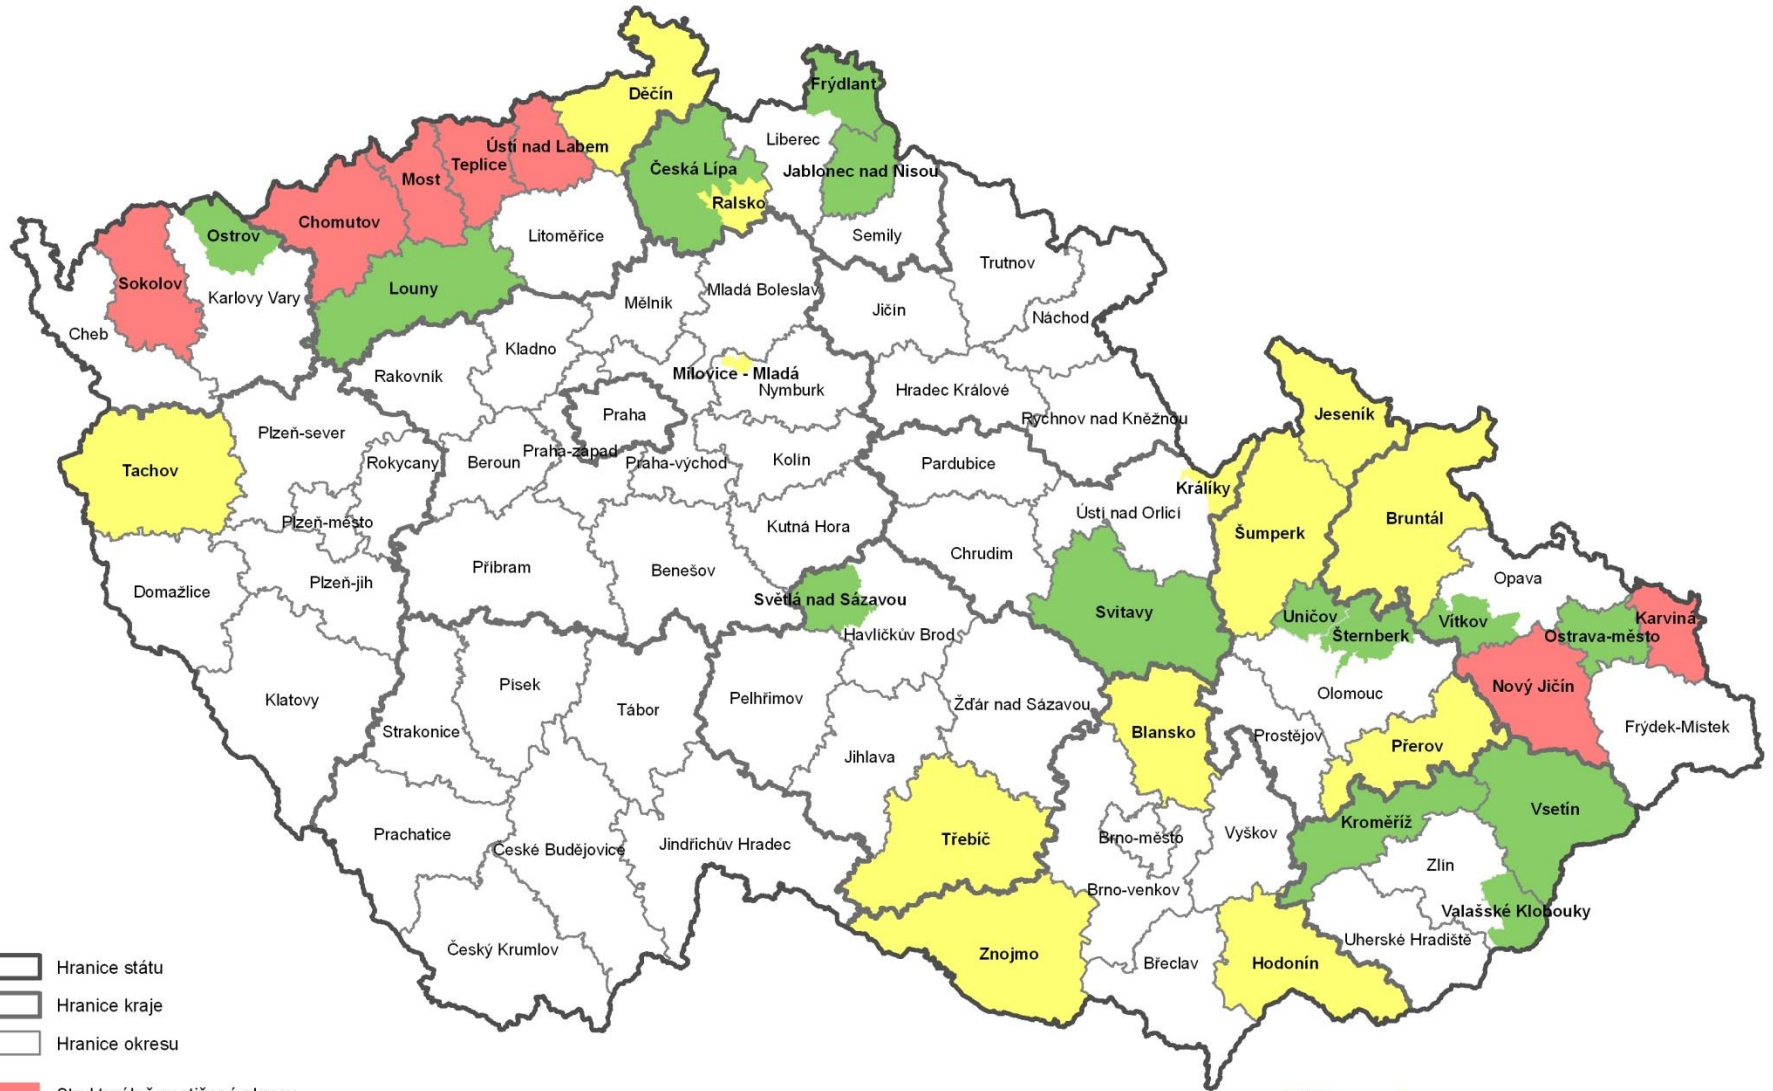 Děčín
Frýdlant
Liberec
Ústí nad Labem
Teplice
Česká Lípa
Jablonec nad Nisou
Most
Ralsko
Chomutov
Ostrov
Litoměřice
Semily
Trutnov
Sokolov
Louny
Karlovy Vary
Mělník
Mladá Boleslav
Jičín
Náchod
Cheb
Kladno
Rakovník
Milovice - Mladá
Nymburk
Hradec Králové
Praha
Rychnov nad Kněžnou
Jeseník
Plzeň-sever
Praha-západ
Rokycany
Beroun
Praha-východ
Kolín
Pardubice
Tachov
Králíky
Ústí nad Orlicí
Bruntál
Plzeň-město
Kutná Hora
Šumperk
Chrudim
Příbram
Benešov
Opava
Plzeň-jih
Domažlice
Světlá nad Sázavou
Svitavy
Uničov
Vítkov
Karviná
Havlíčkův Brod
Šternberk
Ostrava-město
Písek
Nový Jičín
Klatovy
Pelhřimov
Žďár nad Sázavou
Olomouc
Tábor
Strakonice
Blansko
Prostějov
Frýdek-Místek
Přerov
Jihlava
Vsetín
Kroměříž
Prachatice
Brno-město
Vyškov
České Budějovice
Jindřichův Hradec
Třebíč
Zlín
Brno-venkov
Valašské Klobouky
Český Krumlov
Uherské Hradiště
Znojmo
Břeclav
Hodonín
Hranice státu
Hranice kraje
Hranice okresu